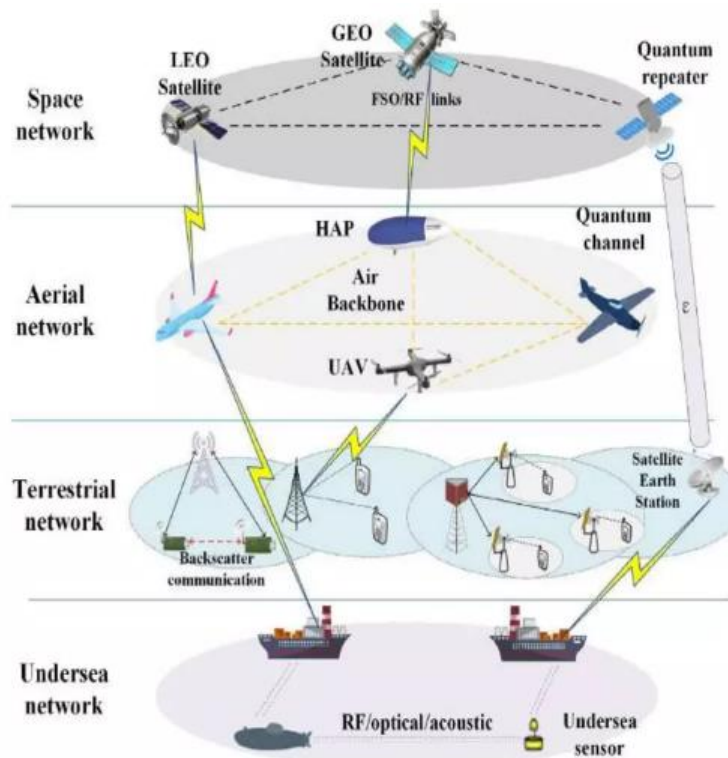 GEO
Satellite
LEO
Satellite
Quantum
repeater
Space
network
FSO/RF links
HAP
Quantum
channel
Air
Backbone
Aerial
network
UAV
ε
Satellite
Earth
Station
Terrestrial
network
Backscatter
communication
Undersea
network
RF/optical/acoustic
Undersea
sensor